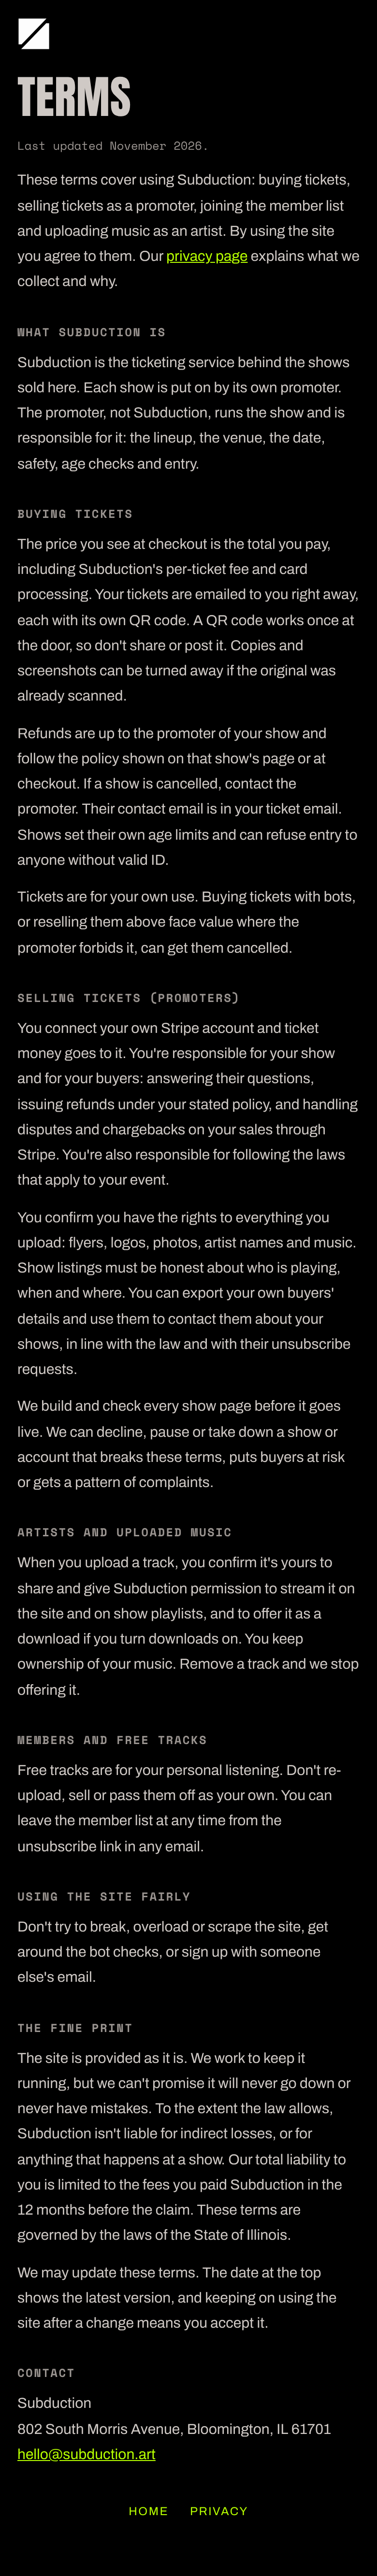 TERMS
Last updated November 2026.
These terms cover using Subduction: buying tickets,
selling tickets as a promoter, joining the member list
and uploading music as an artist. By using the site
you agree to them. Our privacy page explains what we
collect and why.
WHAT SUBDUCTION IS
Subduction is the ticketing service behind the shows
sold here. Each show is put on by its own promoter.
The promoter, not Subduction, runs the show and is
responsible for it: the lineup, the venue, the date,
safety, age checks and entry.
BUYING TICKETS
The price you see at checkout is the total you pay,
including Subduction's per-ticket fee and card
processing. Your tickets are emailed to you right away,
each with its own QR code. A QR code works once at
the door, so don't share or post it. Copies and
screenshots can be turned away if the original was
already scanned.
Refunds are up to the promoter of your show and
follow the policy shown on that show's page or at
checkout. If a show is cancelled, contact the
promoter. Their contact email is in your ticket email.
Shows set their own age limits and can refuse entry to
anyone without valid ID.
Tickets are for your own use. Buying tickets with bots,
or reselling them above face value where the
promoter forbids it, can get them cancelled.
SELLING TICKETS (PROMOTERS)
You connect your own Stripe account and ticket
money goes to it. You're responsible for your show
and for your buyers: answering their questions,
issuing refunds under your stated policy, and handling
disputes and chargebacks on your sales through
Stripe. You're also responsible for following the laws
that apply to your event.
You confirm you have the rights to everything you
upload: flyers, logos, photos, artist names and music.
Show listings must be honest about who is playing,
when and where. You can export your own buyers'
details and use them to contact them about your
shows, in line with the law and with their unsubscribe
requests.
We build and check every show page before it goes
live. We can decline, pause or take down a show or
account that breaks these terms, puts buyers at risk
or gets a pattern of complaints.
ARTISTS AND UPLOADED MUSIC
When you upload a track, you confirm it's yours to
share and give Subduction permission to stream it on
the site and on show playlists, and to offer it as a
download if you turn downloads on. You keep
ownership of your music. Remove a track and we stop
offering it.
MEMBERS AND FREE TRACKS
Free tracks are for your personal listening. Don't re-
upload, sell or pass them off as your own. You can
leave the member list at any time from the
unsubscribe link in any email.
USING THE SITE FAIRLY
Don't try to break, overload or scrape the site, get
around the bot checks, or sign up with someone
else's email.
THE FINE PRINT
The site is provided as it is. We work to keep it
running, but we can't promise it will never go down or
never have mistakes. To the extent the law allows,
Subduction isn't liable for indirect losses, or for
anything that happens at a show. Our total liability to
you is limited to the fees you paid Subduction in the
12 months before the claim. These terms are
governed by the laws of the State of Illinois.
We may update these terms. The date at the top
shows the latest version, and keeping on using the
site after a change means you accept it.
CONTACT
Subduction
802 South Morris Avenue, Bloomington, IL 61701
hello@subduction.art
HOME PRIVACY